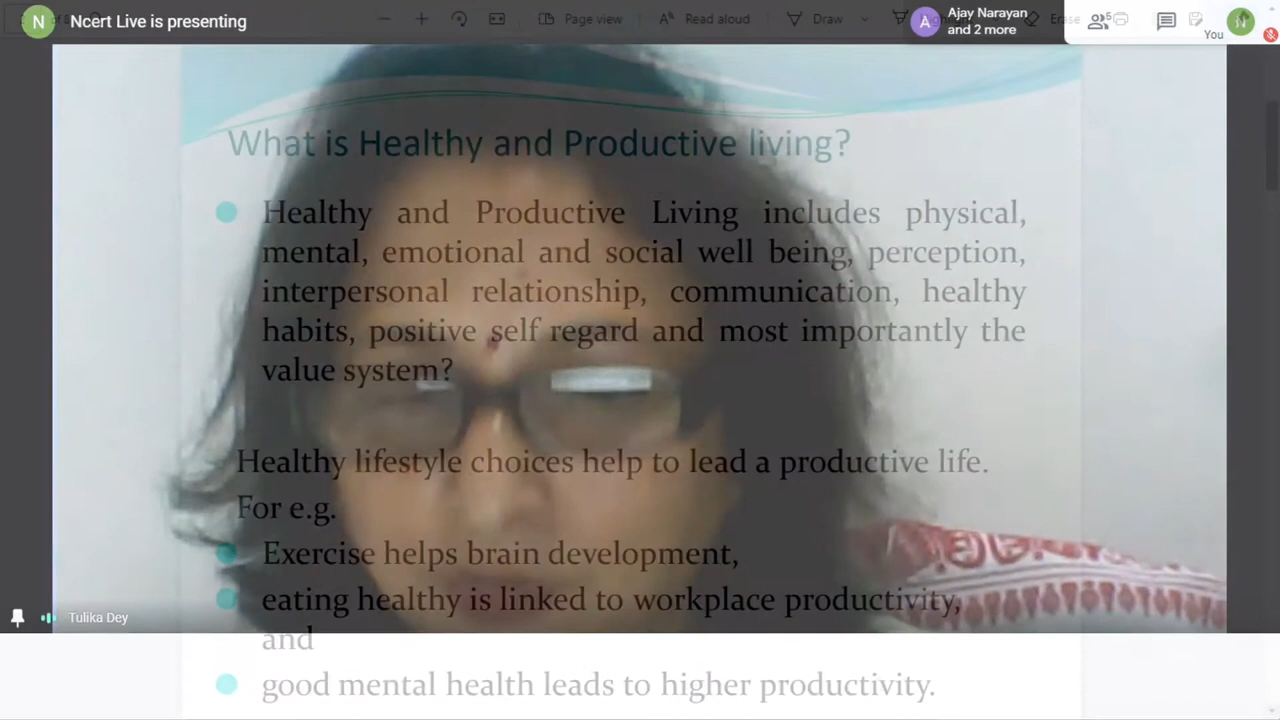 N Ncert Live is presenting
Page view
Read aloud
Draw
Erase
A Ajay Narayan
and 2 more
5
You
What is Healthy and Productive living?
Healthy and Productive Living includes physical,
mental, emotional and social well being, perception,
interpersonal relationship, communication, healthy
habits, positive self regard and most importantly the
value system?
Healthy lifestyle choices help to lead a productive life.
For e.g.
Exercise helps brain development,
eating healthy is linked to workplace productivity,
Tulika Dey
and
good mental health leads to higher productivity.